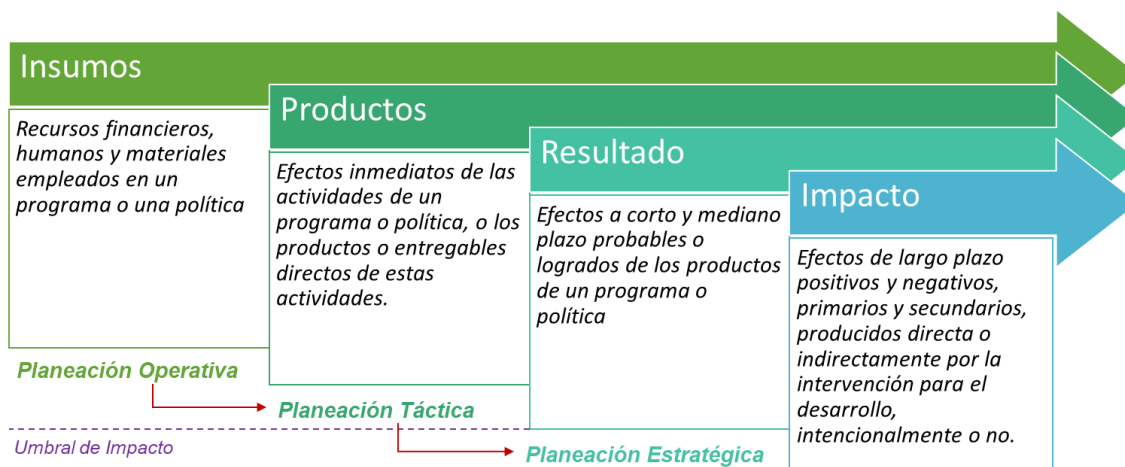 Insumos
Recursos financieros,
humanos y materiales
empleados en un
programa o una política
Planeación Operativa
Productos
Efectos inmediatos de las
actividades de un
programa o política, o los
productos o entregables
directos de estas
actividades.
Planeación Táctica
Resultado
Efectos a corto y mediano
plazo probables o
logrados de los productos
de un programa o
política
Planeación Estratégica
Impacto
Efectos de largo plazo
positivos y negativos,
primarios y secundarios,
producidos directa o
indirectamente por la
intervención para el
desarrollo,
intencionalmente o no.
Umbral de Impacto